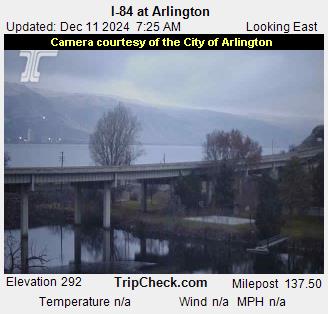 I-84 at Arlington
Updated: Dec 11 2024 7:25 AM Looking East
Camera courtesy of the City of Arlington
Elevation 292 TripCheck.com Milepost 137.50
Temperature n/a Wind n/a MPH n/a